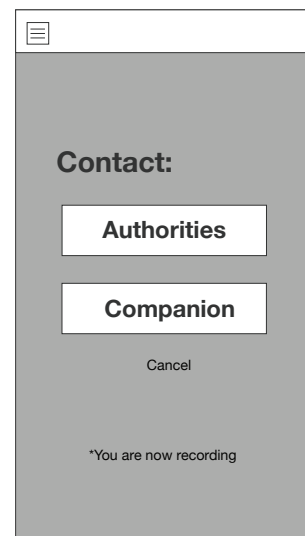 Contact:
Authorities
Companion
Cancel
*You are now recording